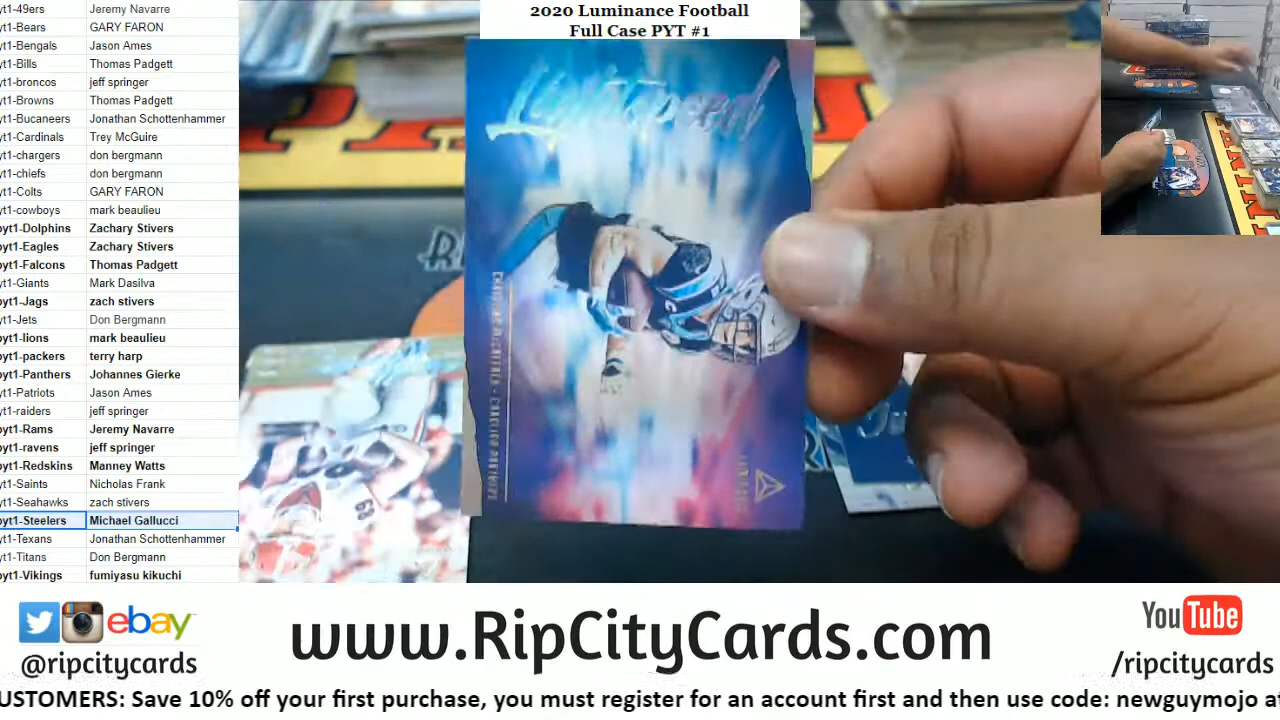 2020 Luminance Football
Full Case PYT #1
yt1-49ers Jeremy Navarre
yt1-Bears GARY FARON
yt1-Bengals Jason Ames
yt1-Bills Thomas Padgett
yt1-broncos jeff springer
yt1-Browns Thomas Padgett
yt1-Bucaneers Jonathan Schottenhammer
yt1-Cardinals Trey McGuire
yt1-chargers don bergmann
yt1-chiefs don bergmann
yt1-Colts GARY FARON
yt1-cowboys mark beaulieu
pyt1-Dolphins Zachary Stivers
pyt1-Eagles Zachary Stivers
pyt1-Falcons Thomas Padgett
yt1-Giants Mark Dasilva
pyt1-Jags zach stivers
yt1-Jets Don Bergmann
pyt1-lions mark beaulieu
pyt1-packers terry harp
pyt1-Panthers Johannes Gierke
yt1-Patriots Jason Ames
yt1-raiders jeff springer
pyt1-Rams Jeremy Navarre
pyt1-ravens jeff springer
pyt1-Redskins Manney Watts
yt1-Saints Nicholas Frank
yt1-Seahawks zach stivers
pyt1-Steelers Michael Gallucci
yt1-Texans Jonathan Schottenhammer
yt1-Titans Don Bergmann
pyt1-Vikings fumiyasu kikuchi
CAROLINA PANTHERS
ebay
@ripcitycards
www.RipCityCards.com
YouTube
/ripcitycards
USTOMERS: Save 10% off your first purchase, you must register for an account first and then use code: newguymojo a